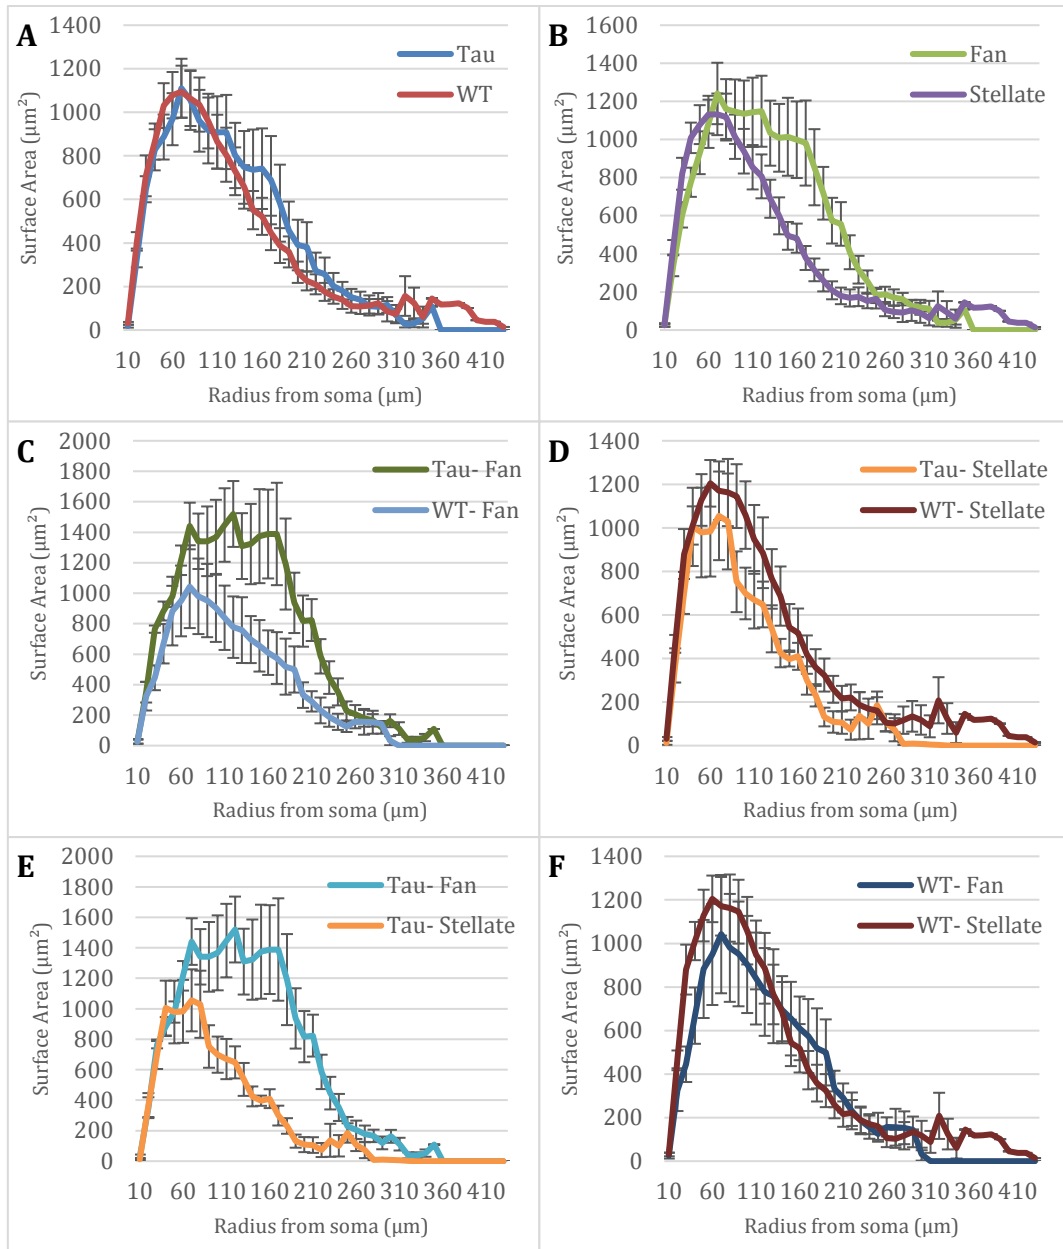 A
Tau
WT
Surface Area (µm²)
1400
1200
1000
800
600
400
200
0
10 60 110 160 210 260 310 360 410
Radius from soma (µm)
B
Fan
Stellate
Surface Area (µm²)
1600
1400
1200
1000
800
600
400
200
0
10 60 110 160 210 260 310 360 410
Radius from soma (µm)
C
Tau- Fan
WT- Fan
Surface Area (µm²)
2000
1800
1600
1400
1200
1000
800
600
400
200
0
10 60 110 160 210 260 310 360 410
Radius from soma (µm)
D
Tau- Stellate
WT- Stellate
Surface Area (µm²)
1400
1200
1000
800
600
400
200
0
10 60 110 160 210 260 310 360 410
Radius from soma (µm)
E
Tau- Fan
Tau- Stellate
Surface Area (µm²)
2000
1800
1600
1400
1200
1000
800
600
400
200
0
10 60 110 160 210 260 310 360 410
Radius from soma (µm)
F
WT- Fan
WT- Stellate
Surface Area (µm²)
1400
1200
1000
800
600
400
200
0
10 60 110 160 210 260 310 360 410
Radius from soma (µm)